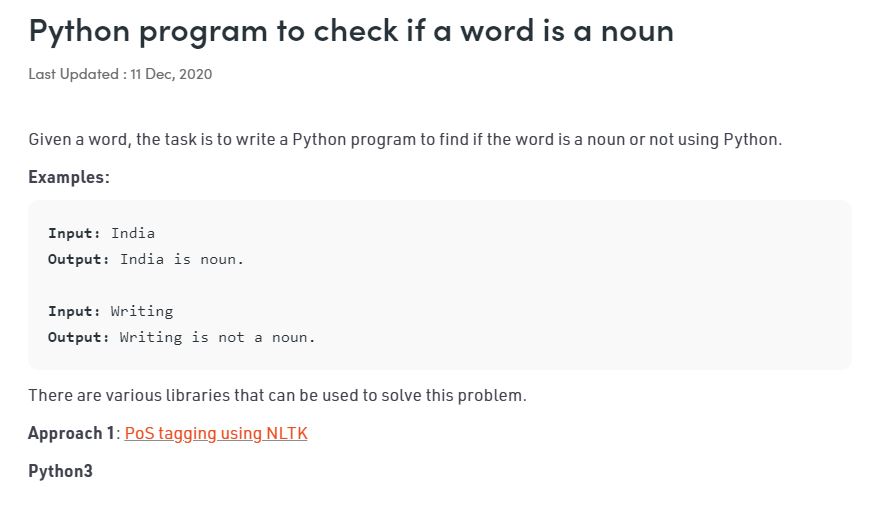 Python program to check if a word is a noun
Last Updated : 11 Dec, 2020
Given a word, the task is to write a Python program to find if the word is a noun or not using Python.
Examples:
Input: India
Output: India is noun.
Input: Writing
Output: Writing is not a noun.
There are various libraries that can be used to solve this problem.
Approach 1: PoS tagging using NLTK
Python3